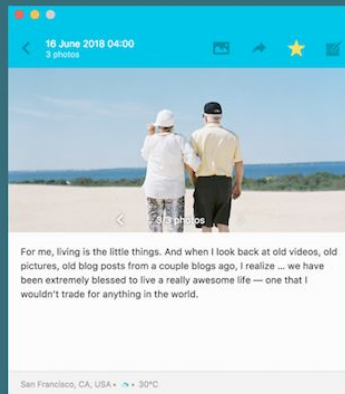 16 June 2018 04:00
3 photos
3/3 photos
For me, living is the little things. And when I look back at old videos, old
pictures, old blog posts from a couple blogs ago, I realize ... we have
been extremely blessed to live a really awesome life — one that I
wouldn't trade for anything in the world.
San Francisco, CA, USA • • 30°C